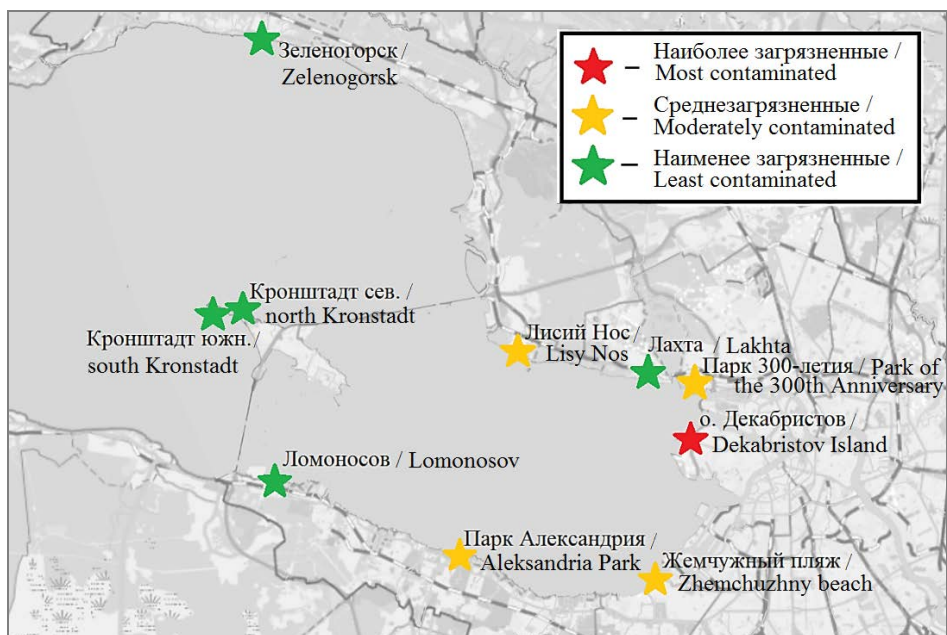 Зеленогорск /
Zelenogorsk
– Наиболее загрязненные /
Most contaminated
– Среднезагрязненные /
Moderately contaminated
– Наименее загрязненные /
Least contaminated
Кронштадт сев. /
north Kronstadt
Кронштадт южн./
south Kronstadt
Лисий Нос /
Lisy Nos
Лахта / Lakhta
Парк 300-летия / Park of
the 300th Anniversary
о. Декабристов /
Dekabristov Island
Ломоносов / Lomonosov
Парк Александрия /
Aleksandria Park
Жемчужный пляж /
Zhemchuzhny beach